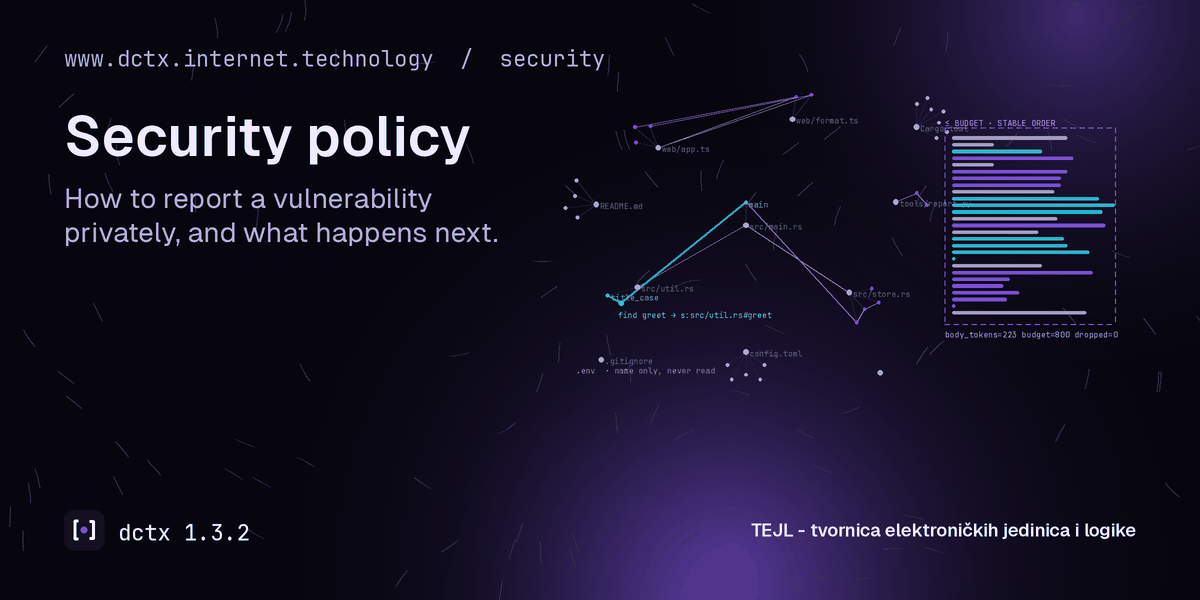 www.dctx.internet.technology / security
Security policy
How to report a vulnerability
privately, and what happens next.
web/format.ts
web/app.ts
≤ BUDGET · STABLE ORDER
README.md
main
src/main.rs
src/util.rs
title_case
src/store.rs
find greet → s:src/util.rs#greet
body_tokens=223 budget=800 dropped=0
config.toml
.gitignore
.env · name only, never read
dctx 1.3.2
TEJL - tvornica elektroničkih jedinica i logike